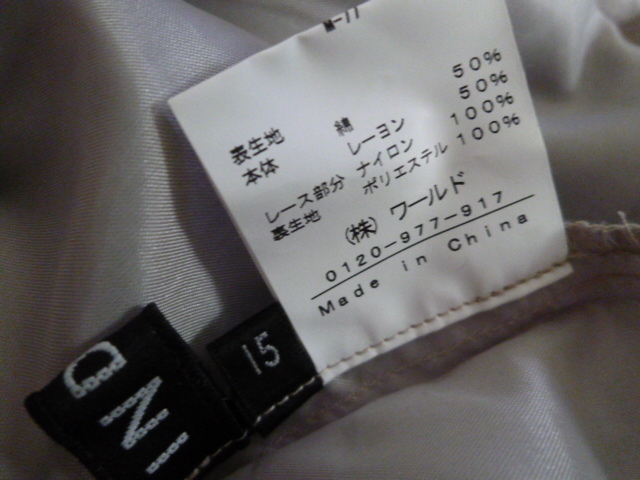 表生地 綿 50%
本体 レーヨン 50%
レース部分 ナイロン 100%
裏生地 ポリエステル 100%
(株) ワールド
0120-977-917
Made in China
15
IND